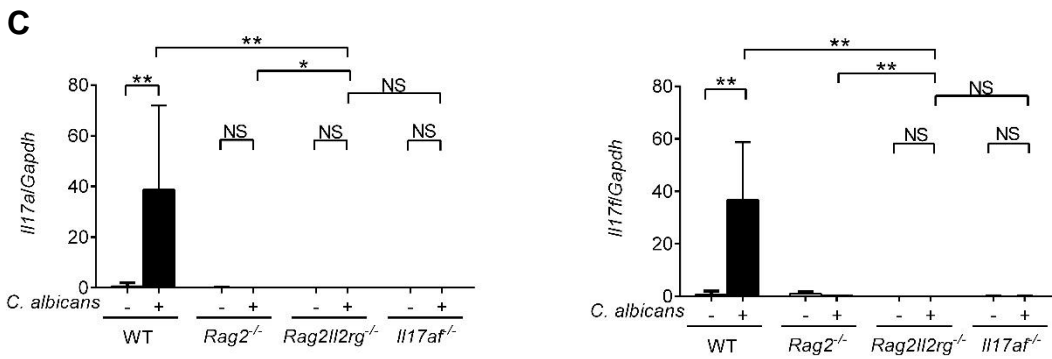 C
**
*
**
NS
NS
NS
NS
80
60
40
20
0
Il17a/Gapdh
C. albicans
- + - + - + - +
WT Rag2-/- Rag2Il2rg-/- Il17af-/-
**
**
**
NS
NS
NS
80
60
40
20
0
Il17f/Gapdh
- + - + - + - +
WT Rag2-/- Rag2Il2rg-/- Il17af-/-
C. albicans